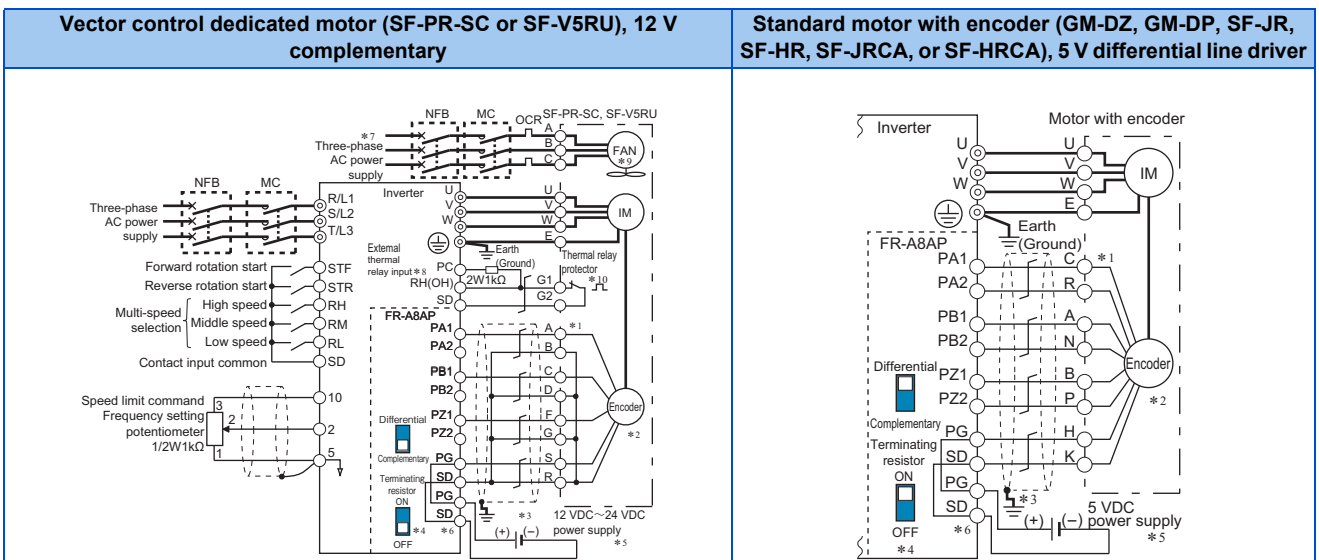 Vector control dedicated motor (SF-PR-SC or SF-V5RU), 12 V
complementary
Standard motor with encoder (GM-DZ, GM-DP, SF-JR,
SF-HR, SF-JRCA, or SF-HRCA), 5 V differential line driver
NFB MC OCR SF-PR-SC, SF-V5RU
*7
Three-phase
AC power
supply
A
B
C
FAN
*9
NFB MC
Three-phase
AC power
supply
R/L1
S/L2
T/L3
Inverter
U
V
W
U
V
W
E
IM
Earth
(Ground)
External
thermal
relay input*8
PC
RH(OH)
SD
2W1kΩ
G1
G2
Thermal relay
protector
*10
Forward rotation start
Reverse rotation start
Multi-speed
selection
High speed
Middle speed
Low speed
Contact input common
STF
STR
RH
RM
RL
SD
Speed limit command
Frequency setting
potentiometer
1/2W1kΩ
3
2
1
10
2
5
FR-A8AP
PA1
PA2
PB1
PB2
PZ1
PZ2
PG
SD
PG
SD
A
B
C
D
F
G
S
R
*1
Encoder
*2
Differential
Complementary
Terminating
resistor
ON
OFF
*4
*3
*6
(+) (−)
12 VDC～24 VDC
power supply
*5
Inverter
Motor with encoder
U
V
W
U
V
W
E
IM
Earth
(Ground)
FR-A8AP
PA1
PA2
PB1
PB2
PZ1
PZ2
PG
SD
PG
SD
C
R
A
N
B
P
H
K
*1
Encoder
*2
Differential
Complementary
Terminating
resistor
ON
OFF
*4
*3
*6
(+) (−)
5 VDC
power supply
*5